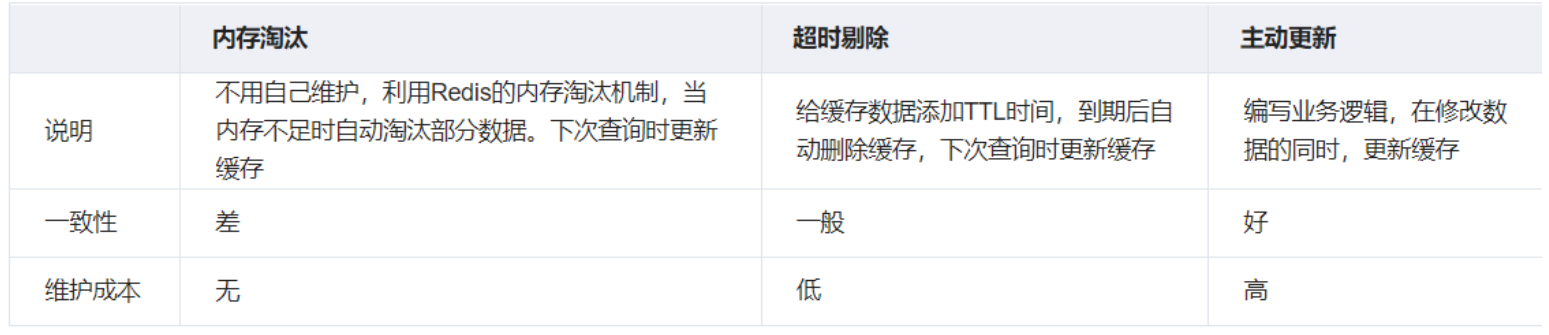 内存淘汰 超时剔除 主动更新
说明
不用自己维护，利用Redis的内存淘汰机制，当
内存不足时自动淘汰部分数据。下次查询时更新
缓存
给缓存数据添加TTL时间，到期后自
动删除缓存，下次查询时更新缓存
编写业务逻辑，在修改数
据的同时，更新缓存
一致性 差 一般 好
维护成本 无 低 高